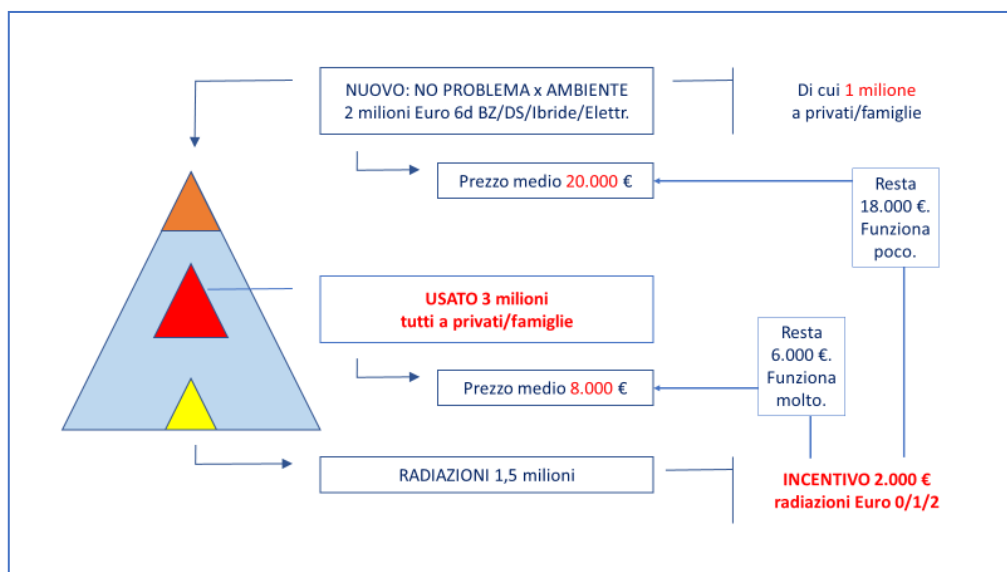 NUOVO: NO PROBLEMA x AMBIENTE
2 milioni Euro 6d BZ/DS/Ibride/Elettr.
Di cui 1 milione
a privati/famiglie
Prezzo medio 20.000 €
Resta
18.000 €.
Funziona
poco.
USATO 3 milioni
tutti a privati/famiglie
Resta
6.000 €.
Funziona
molto.
Prezzo medio 8.000 €
RADIAZIONI 1,5 milioni
INCENTIVO 2.000 €
radiazioni Euro 0/1/2